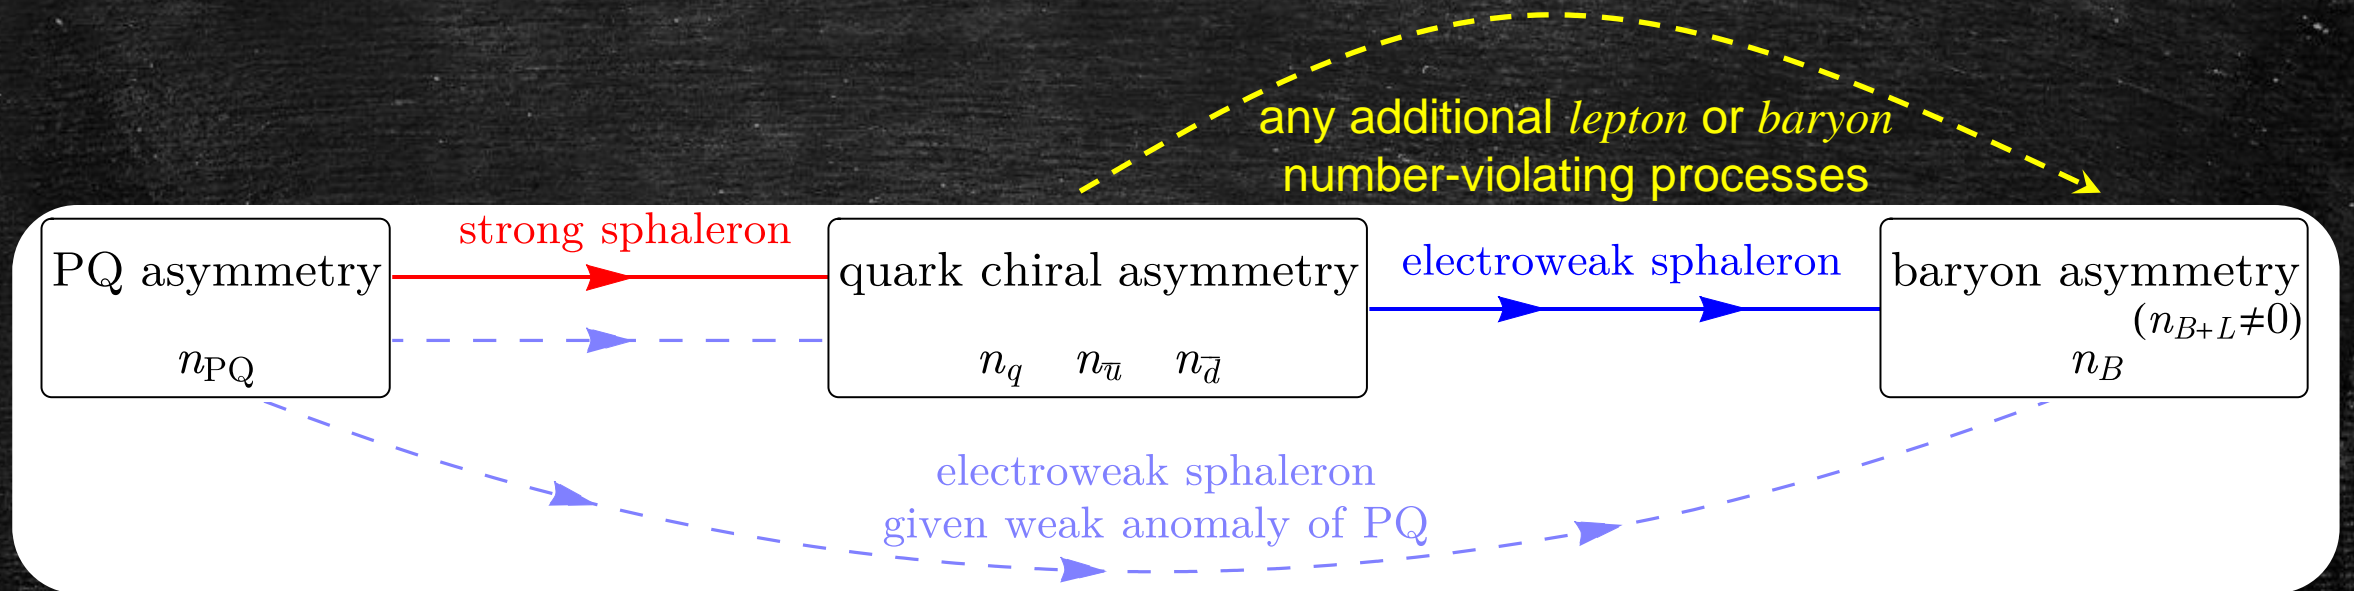 any additional lepton or baryon
number-violating processes
strong sphaleron
PQ asymmetry
n_PQ
quark chiral asymmetry
n_q n_ū n_d̄
electroweak sphaleron
baryon asymmetry
(n_{B+L}≠0)
n_B
electroweak sphaleron
given weak anomaly of PQ